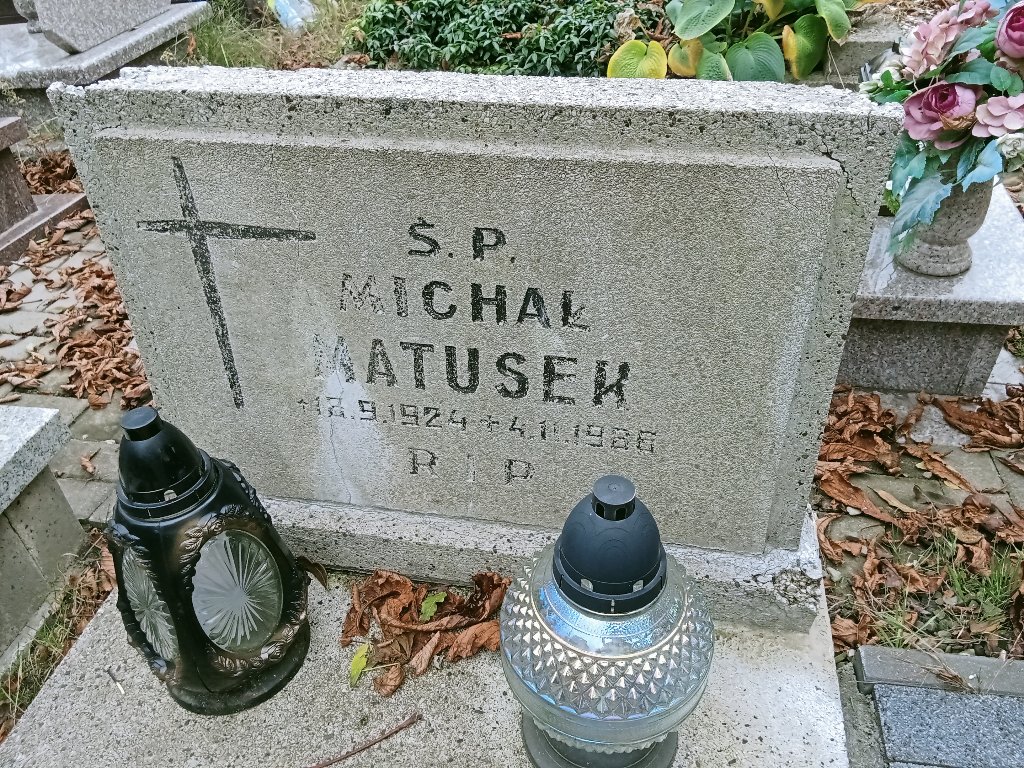 Ś.P.
MICHAŁ
MATUSEK
*12.9.1924 +4.11.1986
R I P